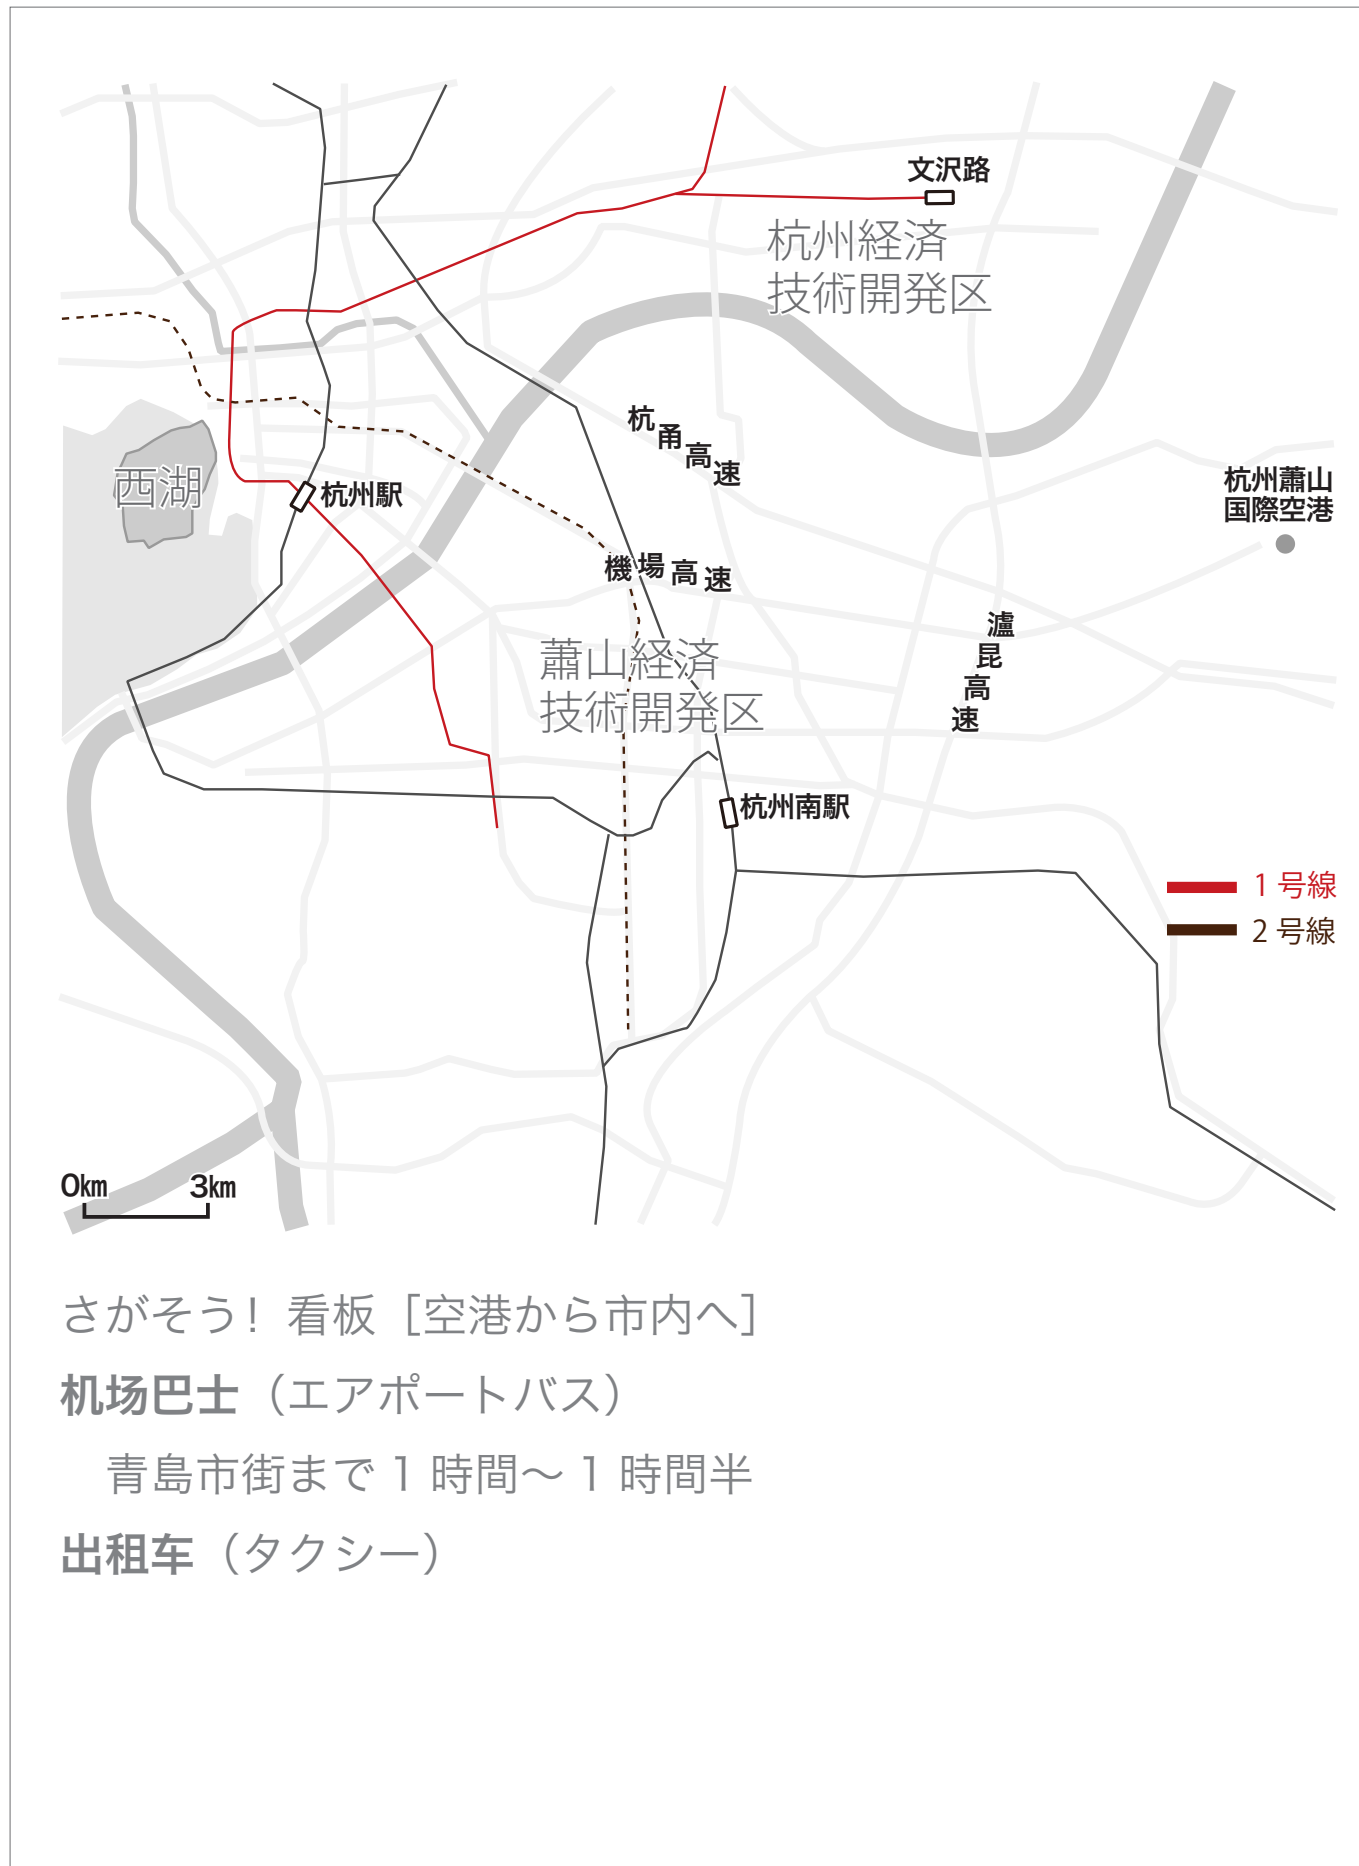 文沢路
杭州経済
技術開発区
杭甬高速
西湖
杭州駅
杭州蕭山
国際空港
機場高速
瀘昆高速
蕭山経済
技術開発区
杭州南駅
1 号線
2 号線
0㎞ 3㎞
さがそう！看板［空港から市内へ］
机场巴士（エアポートバス）
青島市街まで 1 時間〜 1 時間半
出租车（タクシー）